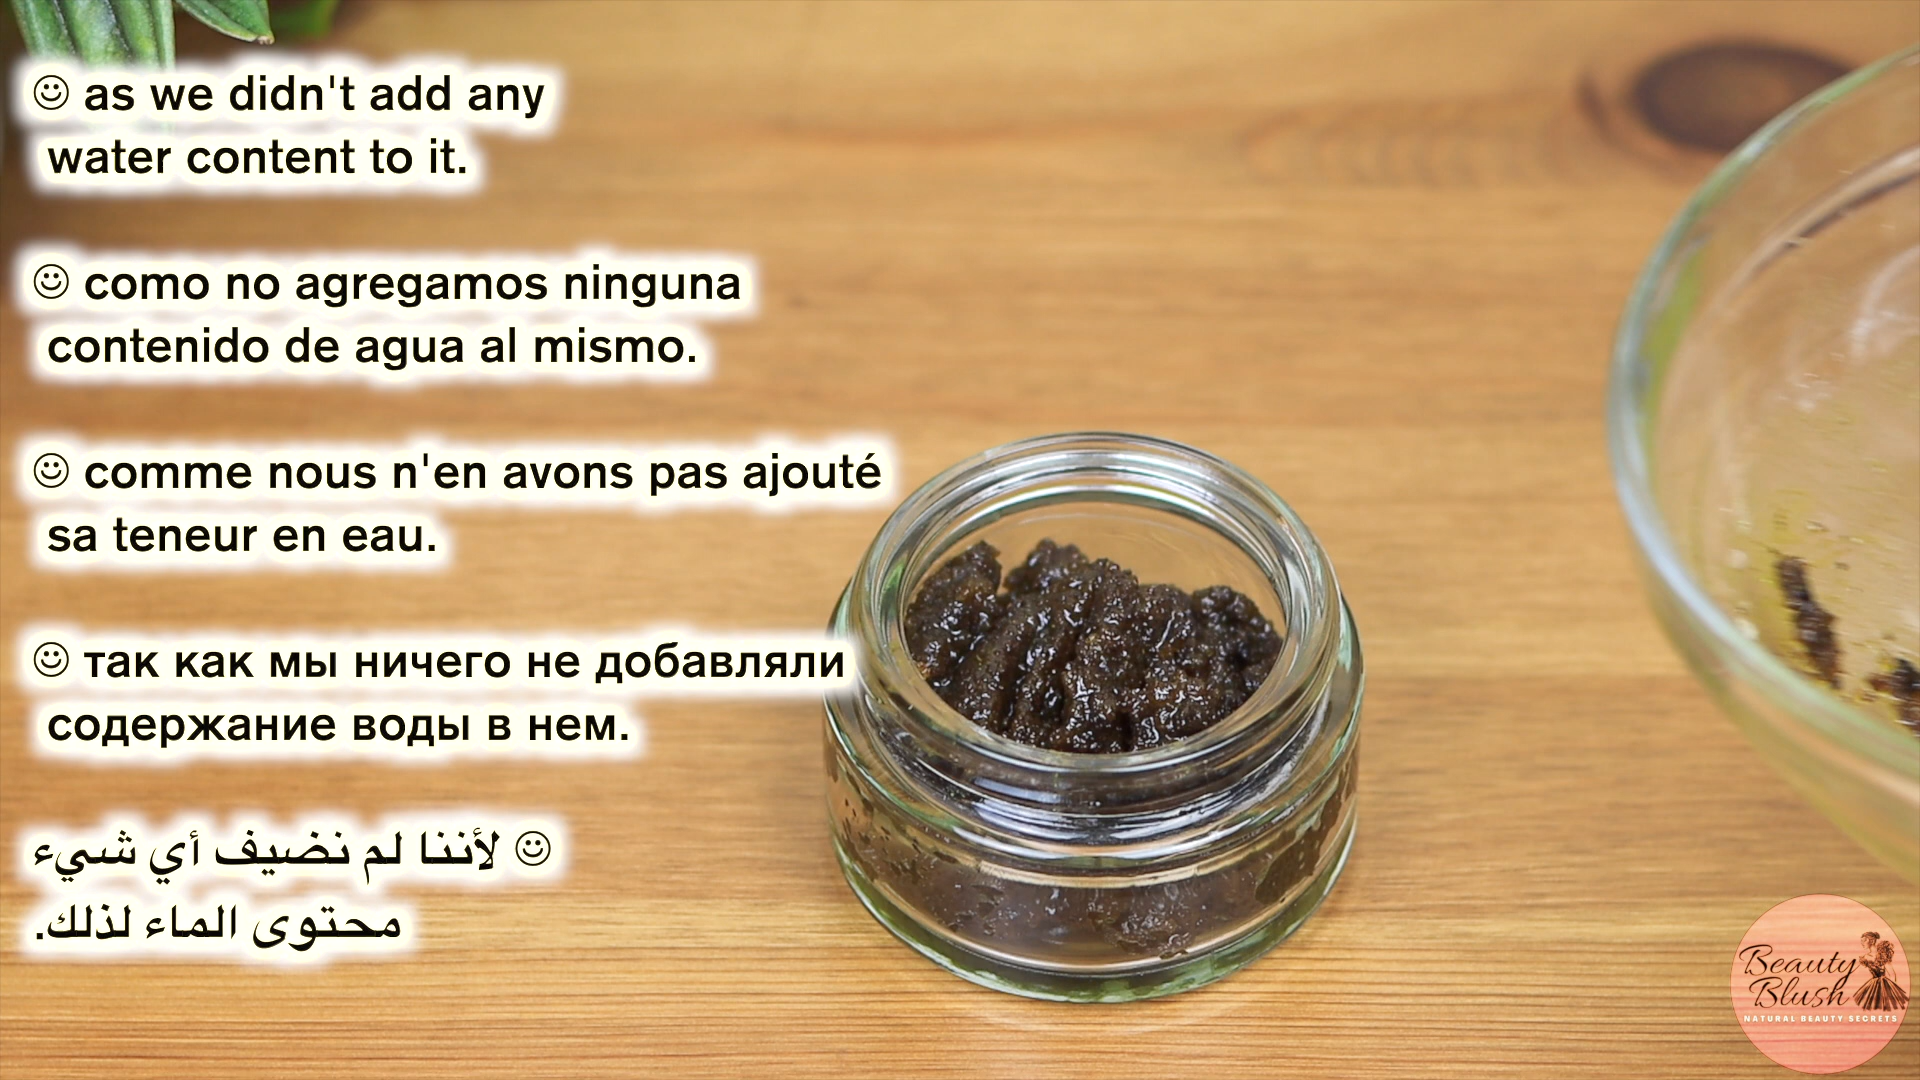 ☺ as we didn't add any
water content to it.
☺ como no agregamos ninguna
contenido de agua al mismo.
☺ comme nous n'en avons pas ajouté
sa teneur en eau.
☺ так как мы ничего не добавляли
содержание воды в нем.
☺ لأننا لم نضيف أي شيء
محتوى الماء لذلك.
Beauty
Blush
NATURAL BEAUTY SECRETS